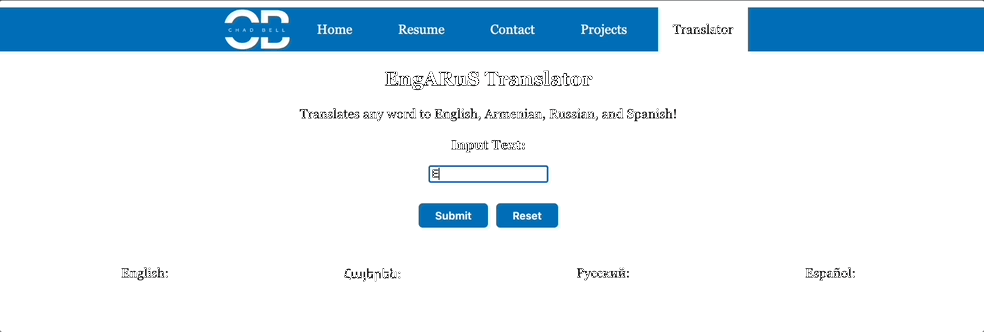 CHAD BELL
Home Resume Contact Projects Translator
EngARuS Translator
Translates any word to English, Armenian, Russian, and Spanish!
Input Text:
Submit Reset
English: Հայերեն: Русский: Español: